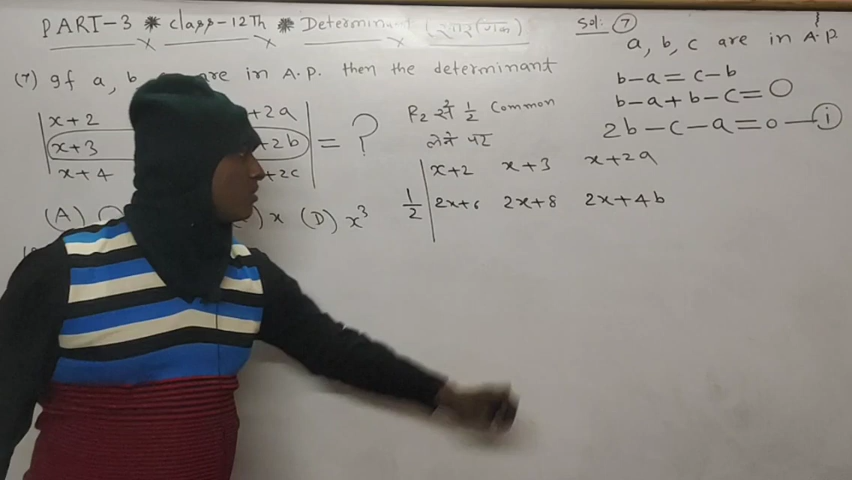 PART-3 * class-12Th * Determinant (सारणिक)
(7) If a, b, c are in A.P. then the determinant
x+2 +2a
x+3 +2b = ?
x+4 +2c
(A) 0 x (D) x³
Sol: (7)
a, b, c are in A.P.
b-a=c-b
b-a+b-c=0
2b-c-a=0 — (i)
R₂ से 1/2 Common
लेने पर
x+2 x+3 x+2a
1/2 2x+6 2x+8 2x+4b